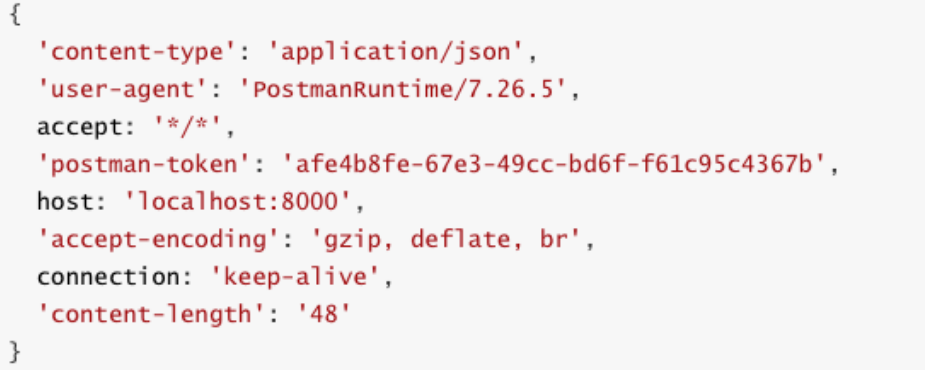 {
'content-type': 'application/json',
'user-agent': 'PostmanRuntime/7.26.5',
accept: '*/*',
'postman-token': 'afe4b8fe-67e3-49cc-bd6f-f61c95c4367b',
host: 'localhost:8000',
'accept-encoding': 'gzip, deflate, br',
connection: 'keep-alive',
'content-length': '48'
}